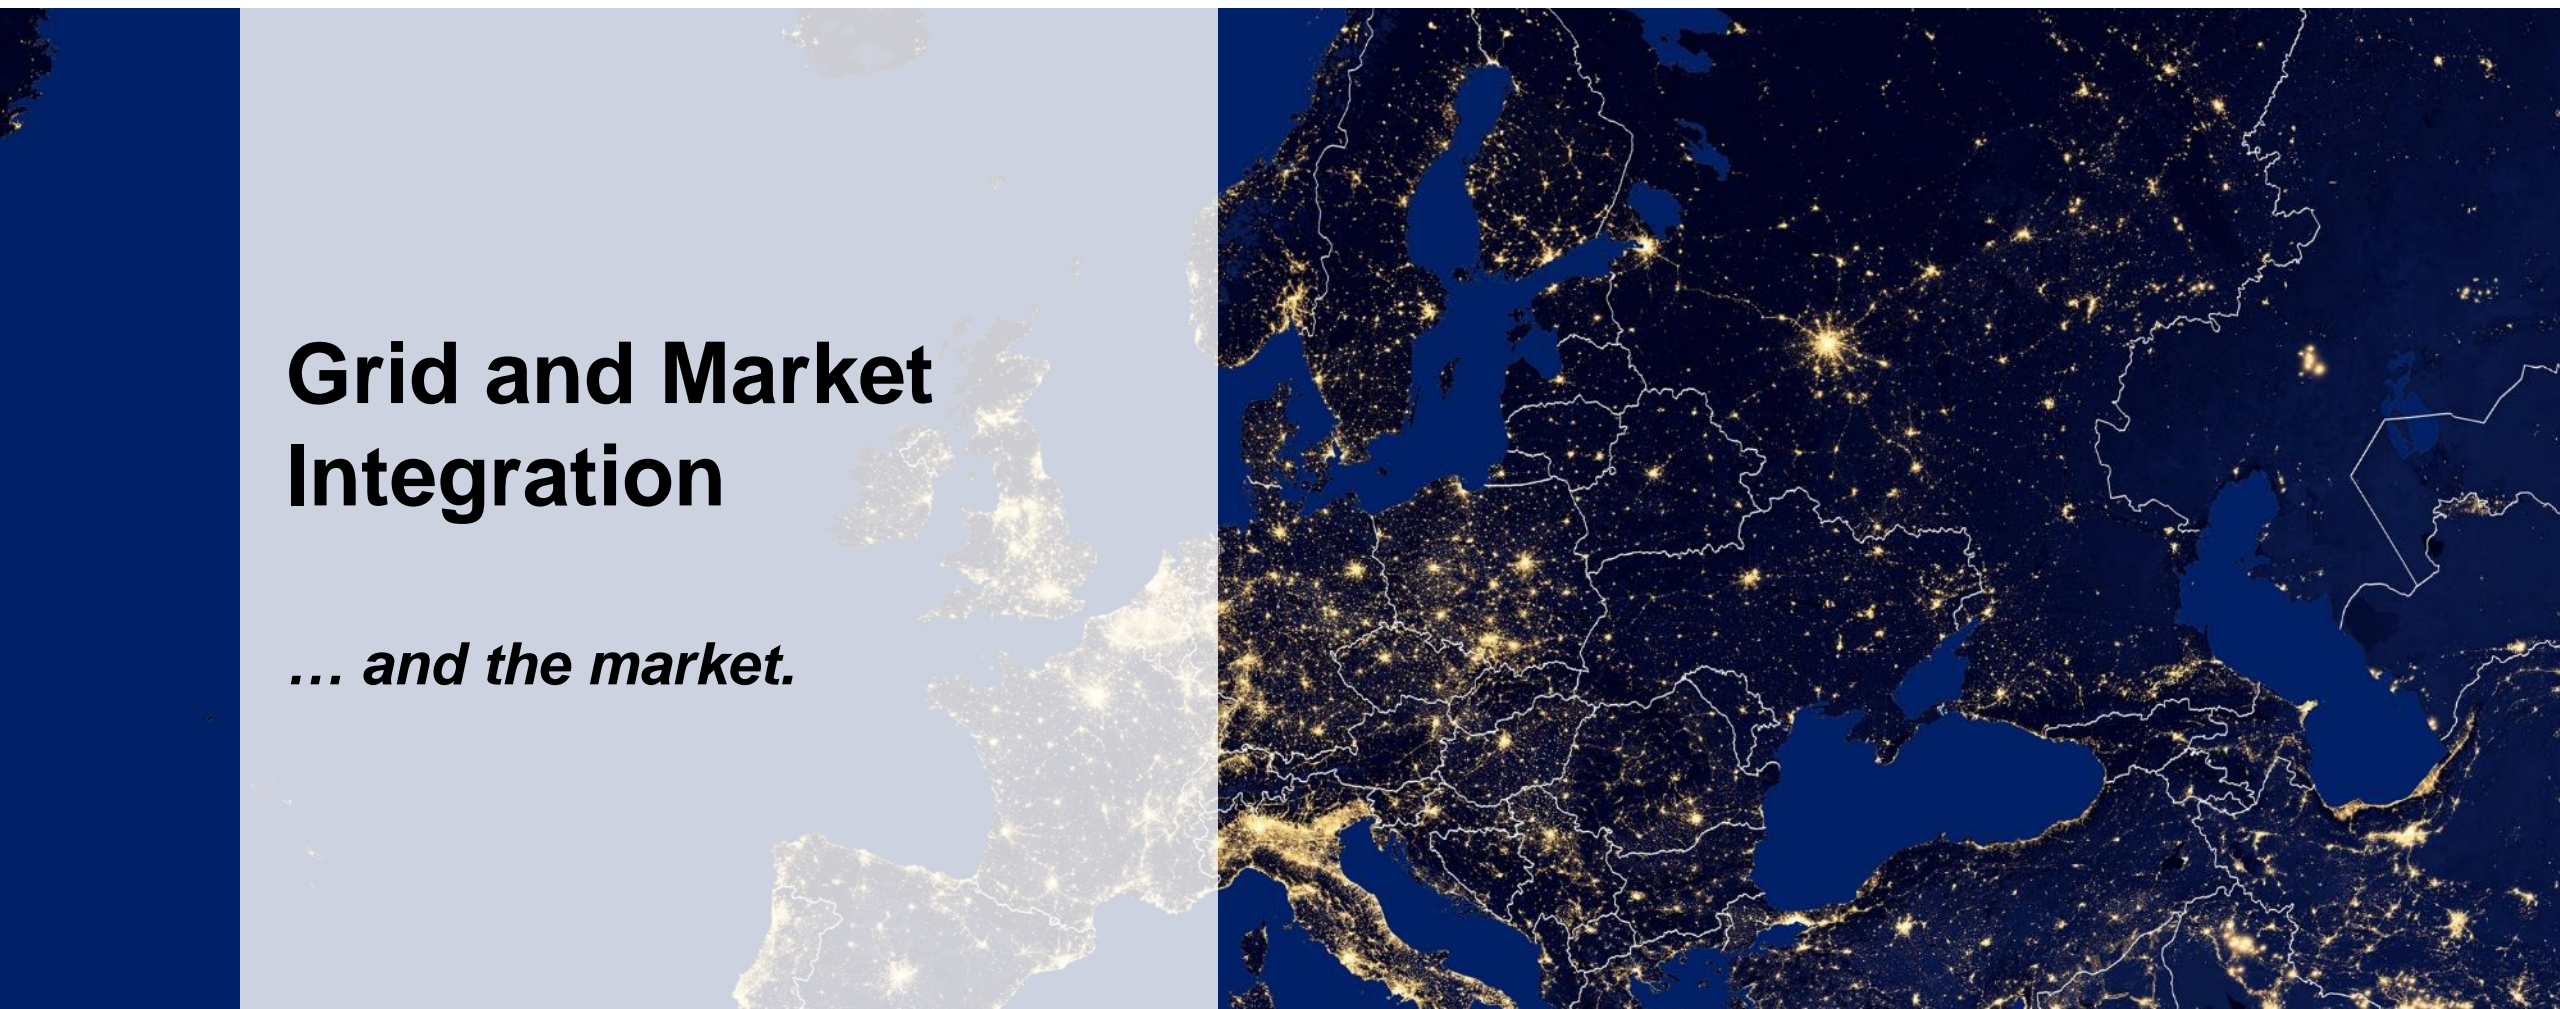 Grid and Market
Integration
… and the market.